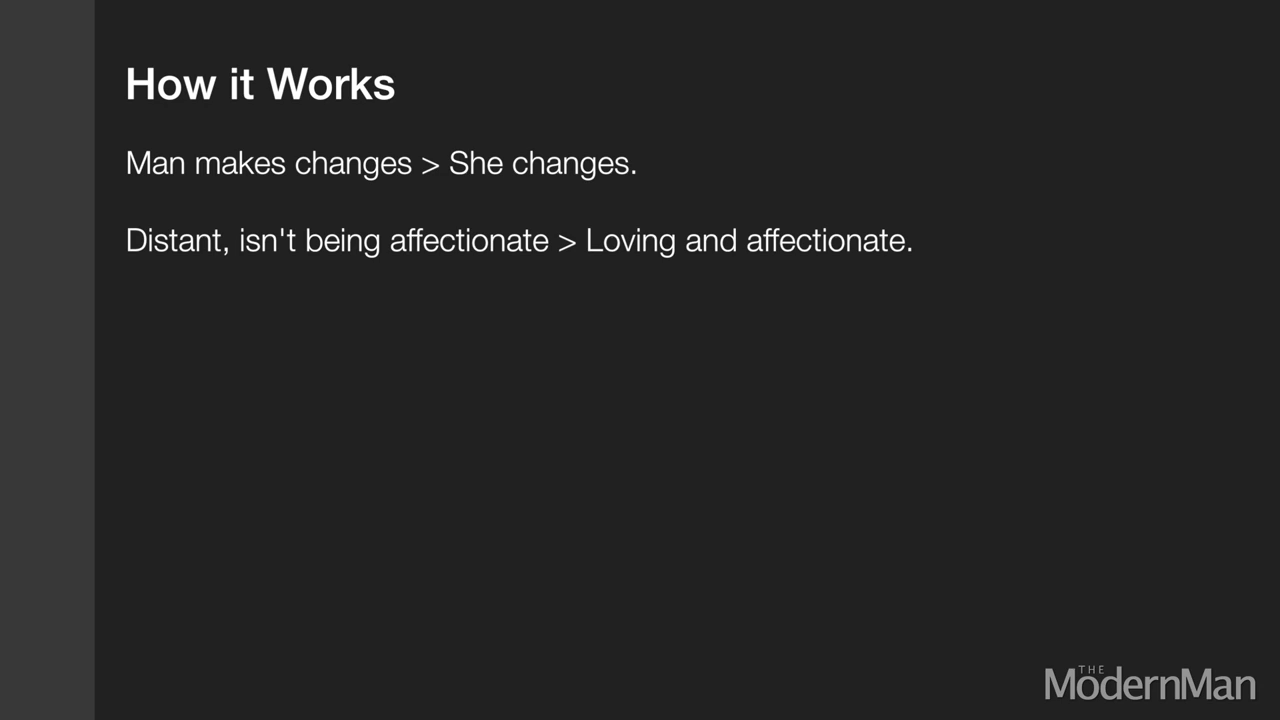 How it Works
Man makes changes > She changes.
Distant, isn't being affectionate > Loving and affectionate.
THE
ModernMan